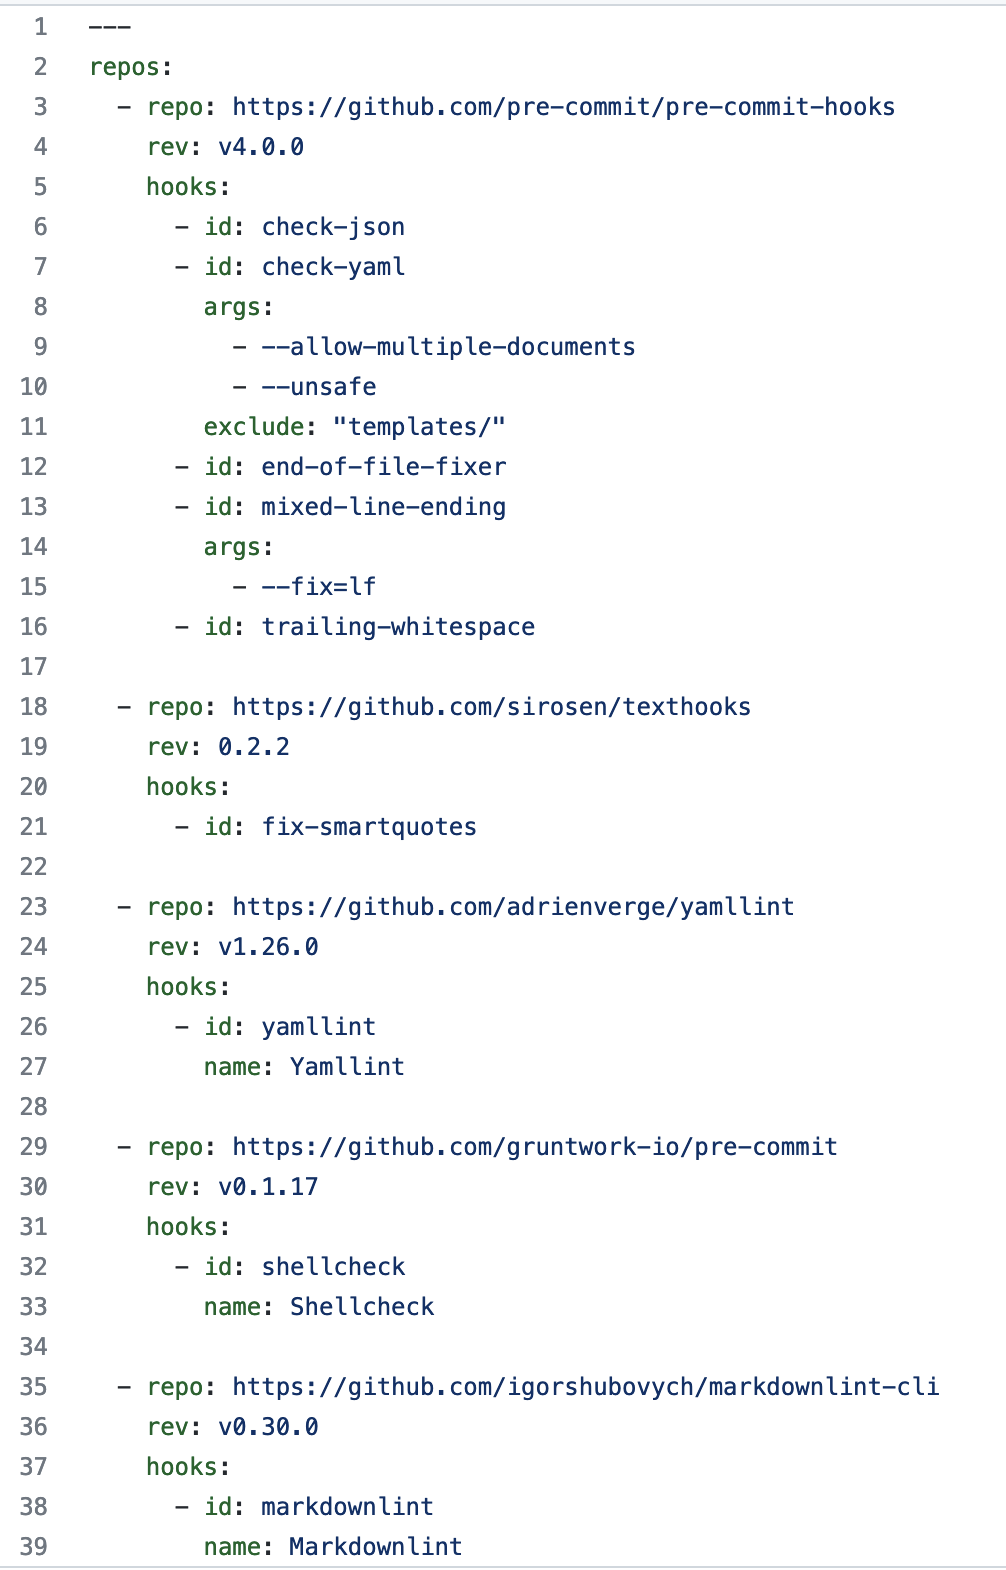 1 ---
2 repos:
3   - repo: https://github.com/pre-commit/pre-commit-hooks
4     rev: v4.0.0
5     hooks:
6       - id: check-json
7       - id: check-yaml
8         args:
9           - --allow-multiple-documents
10           - --unsafe
11         exclude: "templates/"
12       - id: end-of-file-fixer
13       - id: mixed-line-ending
14         args:
15           - --fix=lf
16       - id: trailing-whitespace
17
18   - repo: https://github.com/sirosen/texthooks
19     rev: 0.2.2
20     hooks:
21       - id: fix-smartquotes
22
23   - repo: https://github.com/adrienverge/yamllint
24     rev: v1.26.0
25     hooks:
26       - id: yamllint
27         name: Yamllint
28
29   - repo: https://github.com/gruntwork-io/pre-commit
30     rev: v0.1.17
31     hooks:
32       - id: shellcheck
33         name: Shellcheck
34
35   - repo: https://github.com/igorshubovych/markdownlint-cli
36     rev: v0.30.0
37     hooks:
38       - id: markdownlint
39         name: Markdownlint